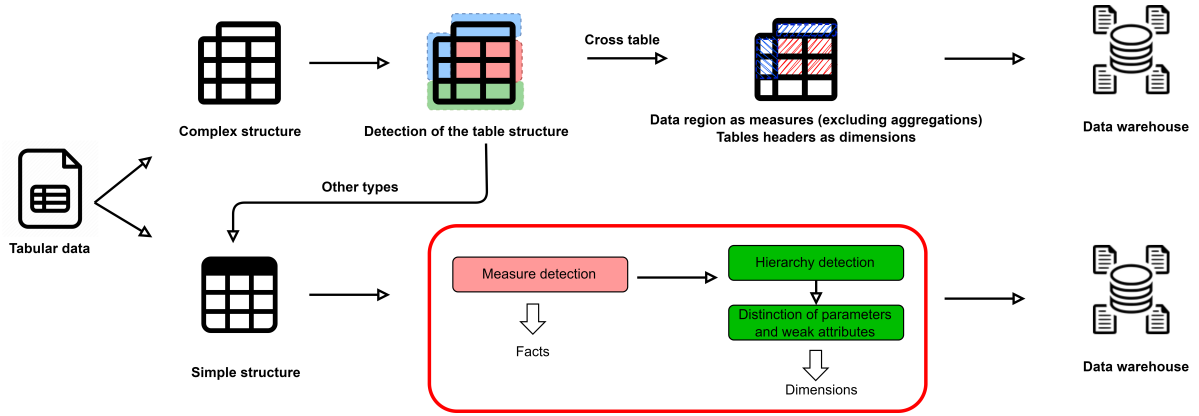 Cross table
Complex structure
Detection of the table structure
Data region as measures (excluding aggregations)
Tables headers as dimensions
Data warehouse
Other types
Tabular data
Measure detection
Hierarchy detection
Distinction of parameters
and weak attributes
Facts
Dimensions
Simple structure
Data warehouse